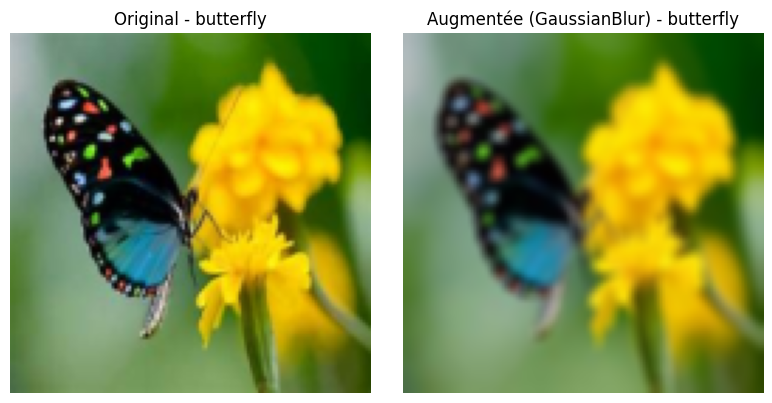 Original - butterfly
Augmentée (GaussianBlur) - butterfly